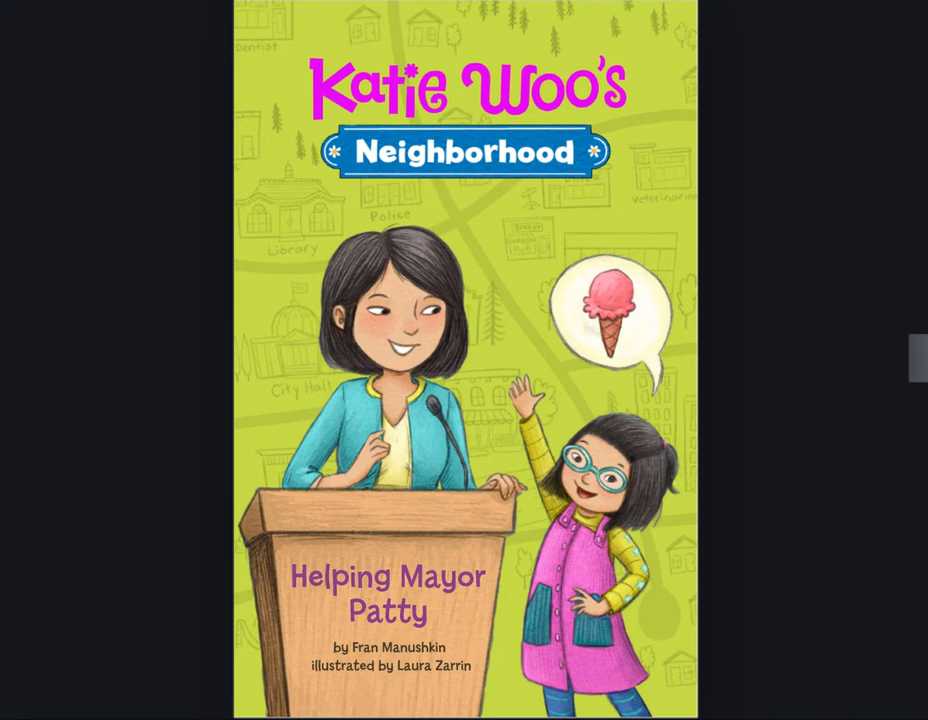 Dentist
Katie Woo's
Neighborhood
Veterinarian
Police
Library
City Hall
Helping Mayor
Patty
by Fran Manushkin
illustrated by Laura Zarrin